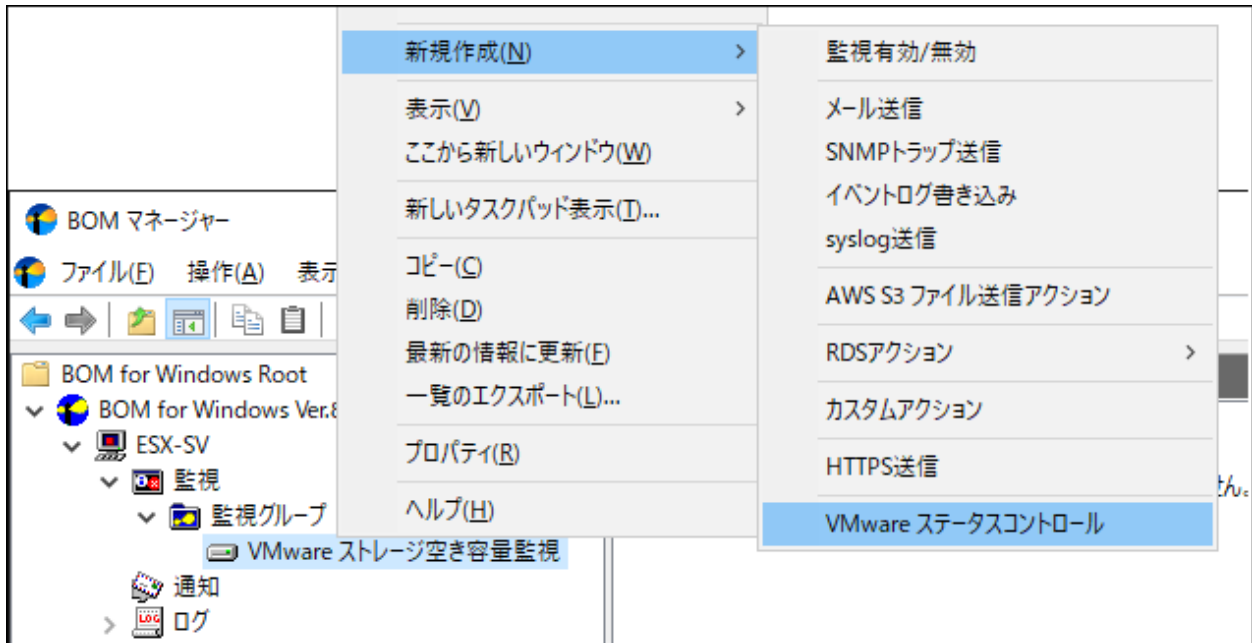 新規作成(N)
表示(V)
ここから新しいウィンドウ(W)
新しいタスクパッド表示(T)...
コピー(C)
削除(D)
最新の情報に更新(F)
一覧のエクスポート(L)...
プロパティ(R)
ヘルプ(H)
監視有効/無効
メール送信
SNMPトラップ送信
イベントログ書き込み
syslog送信
AWS S3 ファイル送信アクション
RDSアクション
カスタムアクション
HTTPS送信
VMware ステータスコントロール
BOM マネージャー
ファイル(F) 操作(A) 表示
BOM for Windows Root
BOM for Windows Ver.8
ESX-SV
監視
監視グループ
VMware ストレージ空き容量監視
通知
LOG ログ
せん。